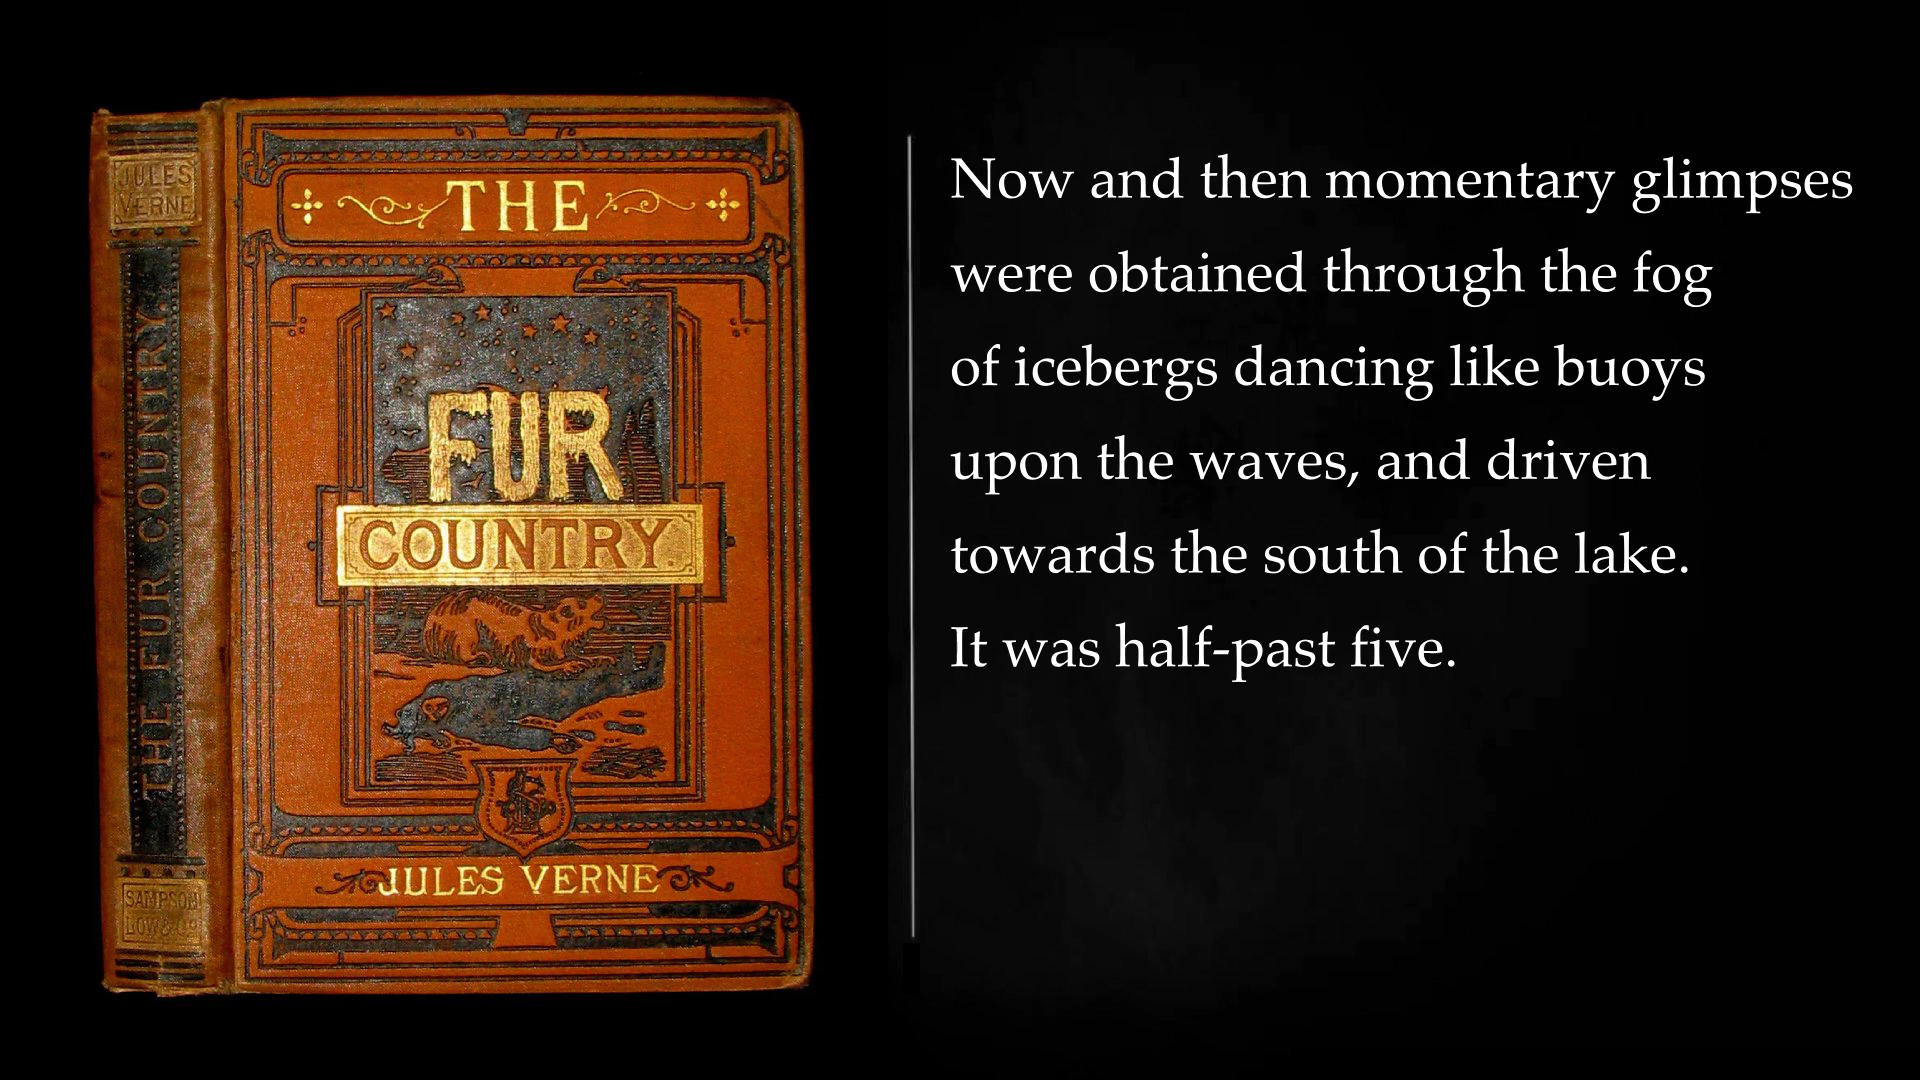 JULES
VERNE
THE FUR COUNTRY.
SAMPSON
LOW & Co
THE
FUR
COUNTRY.
JULES VERNE
Now and then momentary glimpses
were obtained through the fog
of icebergs dancing like buoys
upon the waves, and driven
towards the south of the lake.
It was half-past five.